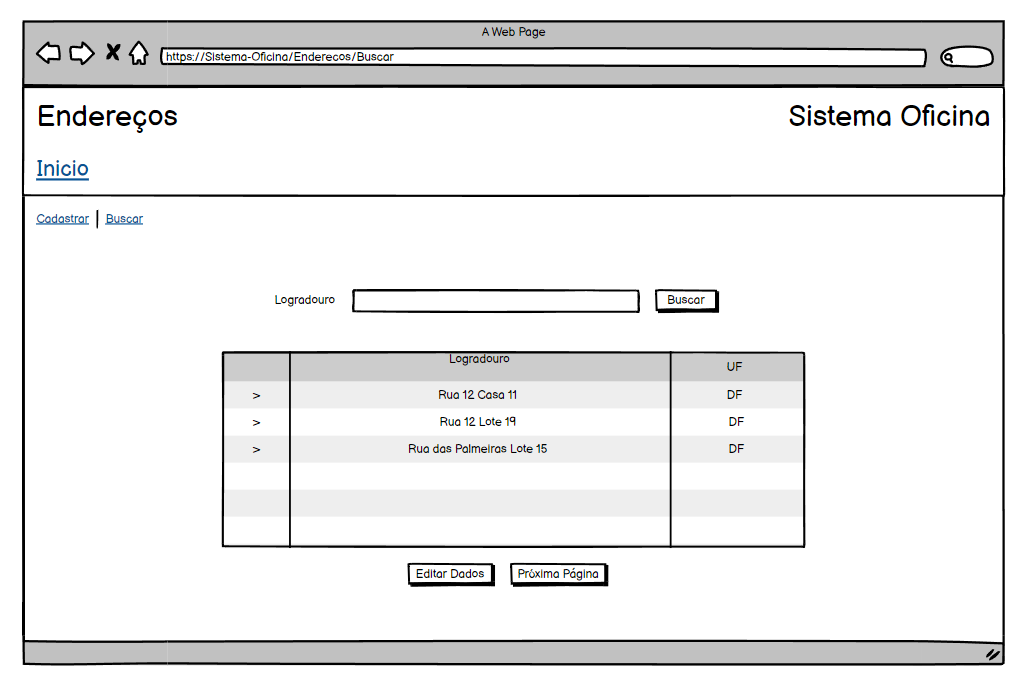 A Web Page
https://Sistema-Oficina/Enderecos/Buscar
Endereços
Sistema Oficina
Inicio
Cadastrar | Buscar
Logradouro
Buscar
Logradouro UF
> Rua 12 Casa 11 DF
> Rua 12 Lote 19 DF
> Rua das Palmeiras Lote 15 DF
Editar Dados
Próxima Página